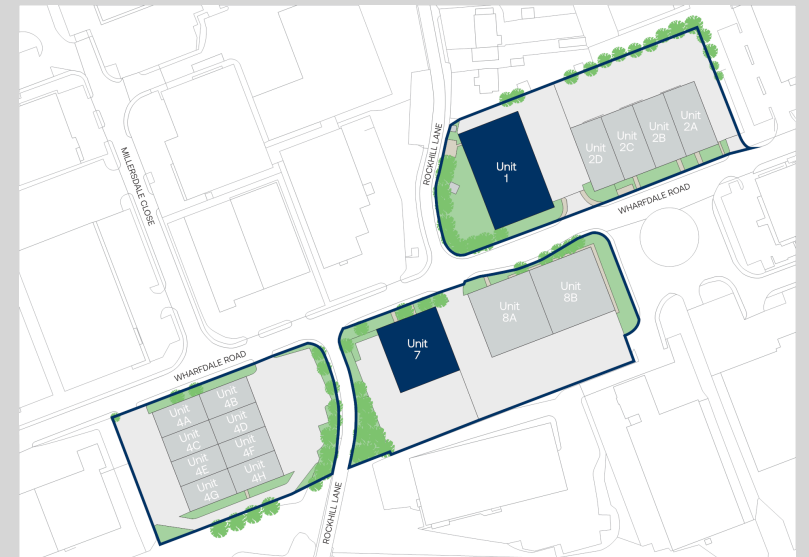 MILLERSDALE CLOSE
ROCKHILL LANE
Unit
1
Unit
2D
Unit
2C
Unit
2B
Unit
2A
WHARFDALE ROAD
Unit
8A
Unit
8B
Unit
7
WHARFDALE ROAD
Unit
4A
Unit
4B
Unit
4C
Unit
4D
Unit
4E
Unit
4F
Unit
4G
Unit
4H
ROCKHILL LANE